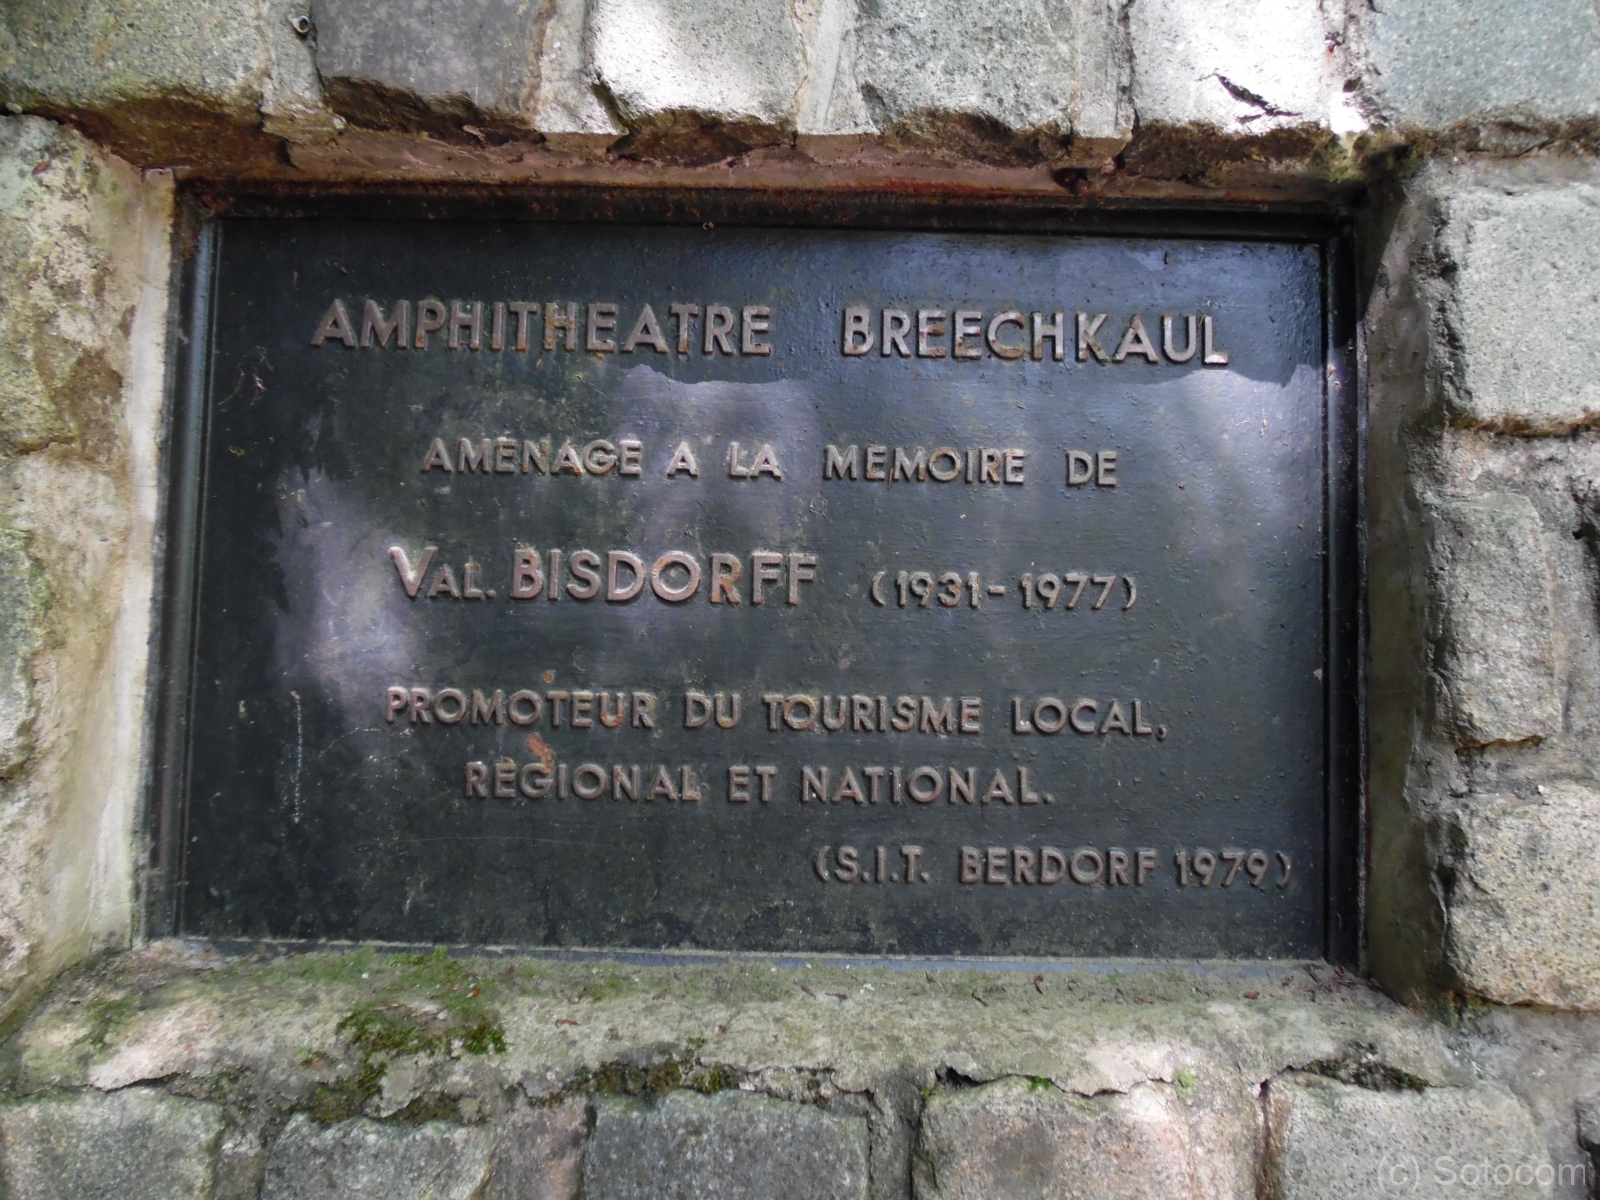 AMPHITHEATRE BREECHKAUL
AMENAGE A LA MEMOIRE DE
VAL. BISDORFF (1931-1977)
PROMOTEUR DU TOURISME LOCAL,
REGIONAL ET NATIONAL.
(S.I.T. BERDORF 1979)
(c) Sotocom